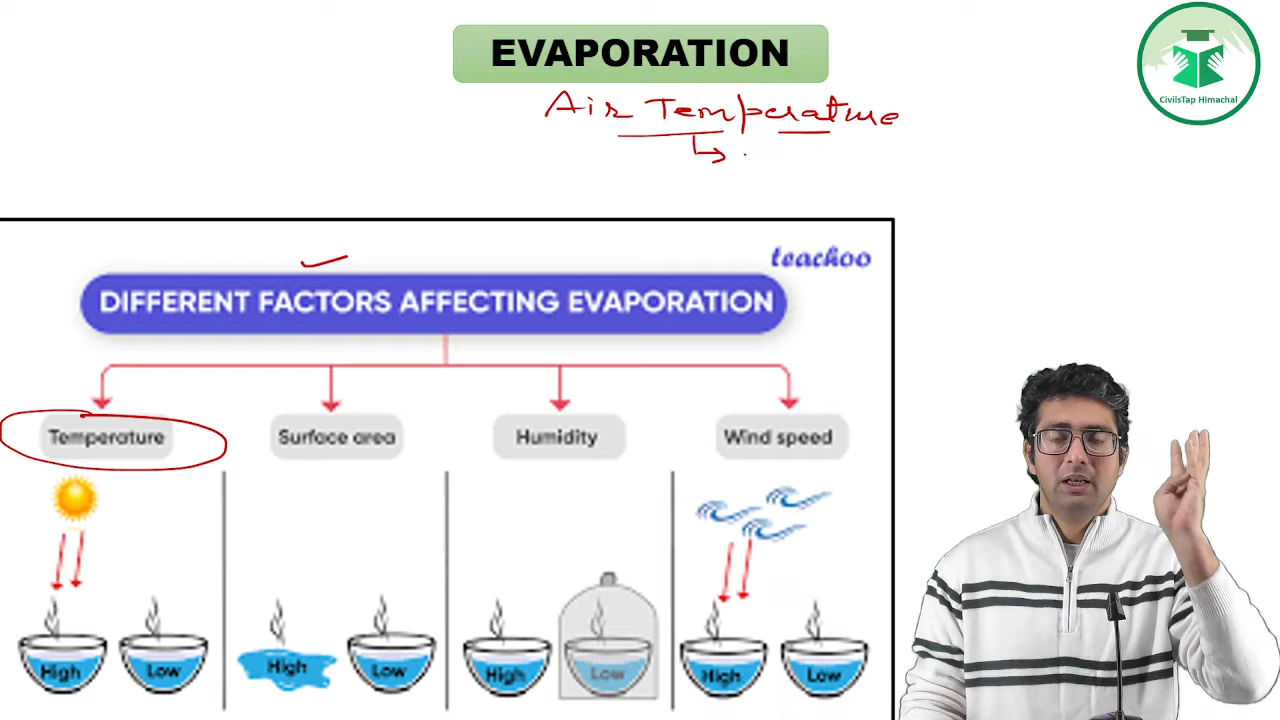 EVAPORATION
CivilsTap Himachal
Air Temperature
teachoo
DIFFERENT FACTORS AFFECTING EVAPORATION
Temperature
Surface area
Humidity
Wind speed
High
Low
High
Low
High
Low
High
Low